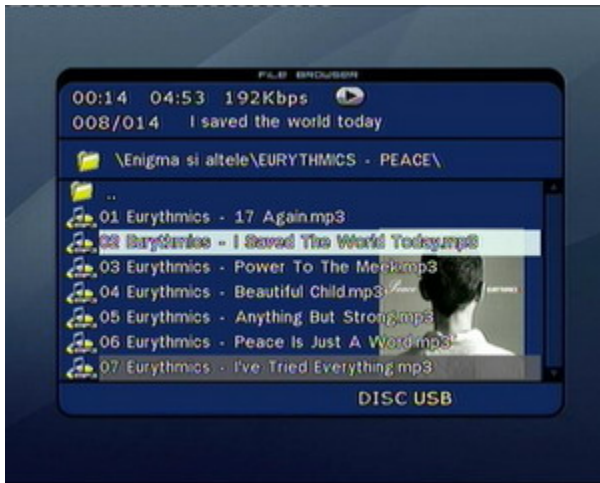 FILE BROWSER
00:14 04:53 192Kbps
008/014 I saved the world today
\Enigma si altele\EURYTHMICS - PEACE\
..
01 Eurythmics - 17 Again.mp3
02 Eurythmics - I Saved The World Today.mp3
03 Eurythmics - Power To The Meek.mp3
04 Eurythmics - Beautiful Child.mp3
05 Eurythmics - Anything But Strong.mp3
06 Eurythmics - Peace Is Just A Word.mp3
07 Eurythmics - I've Tried Everything.mp3
Peace
DISC USB